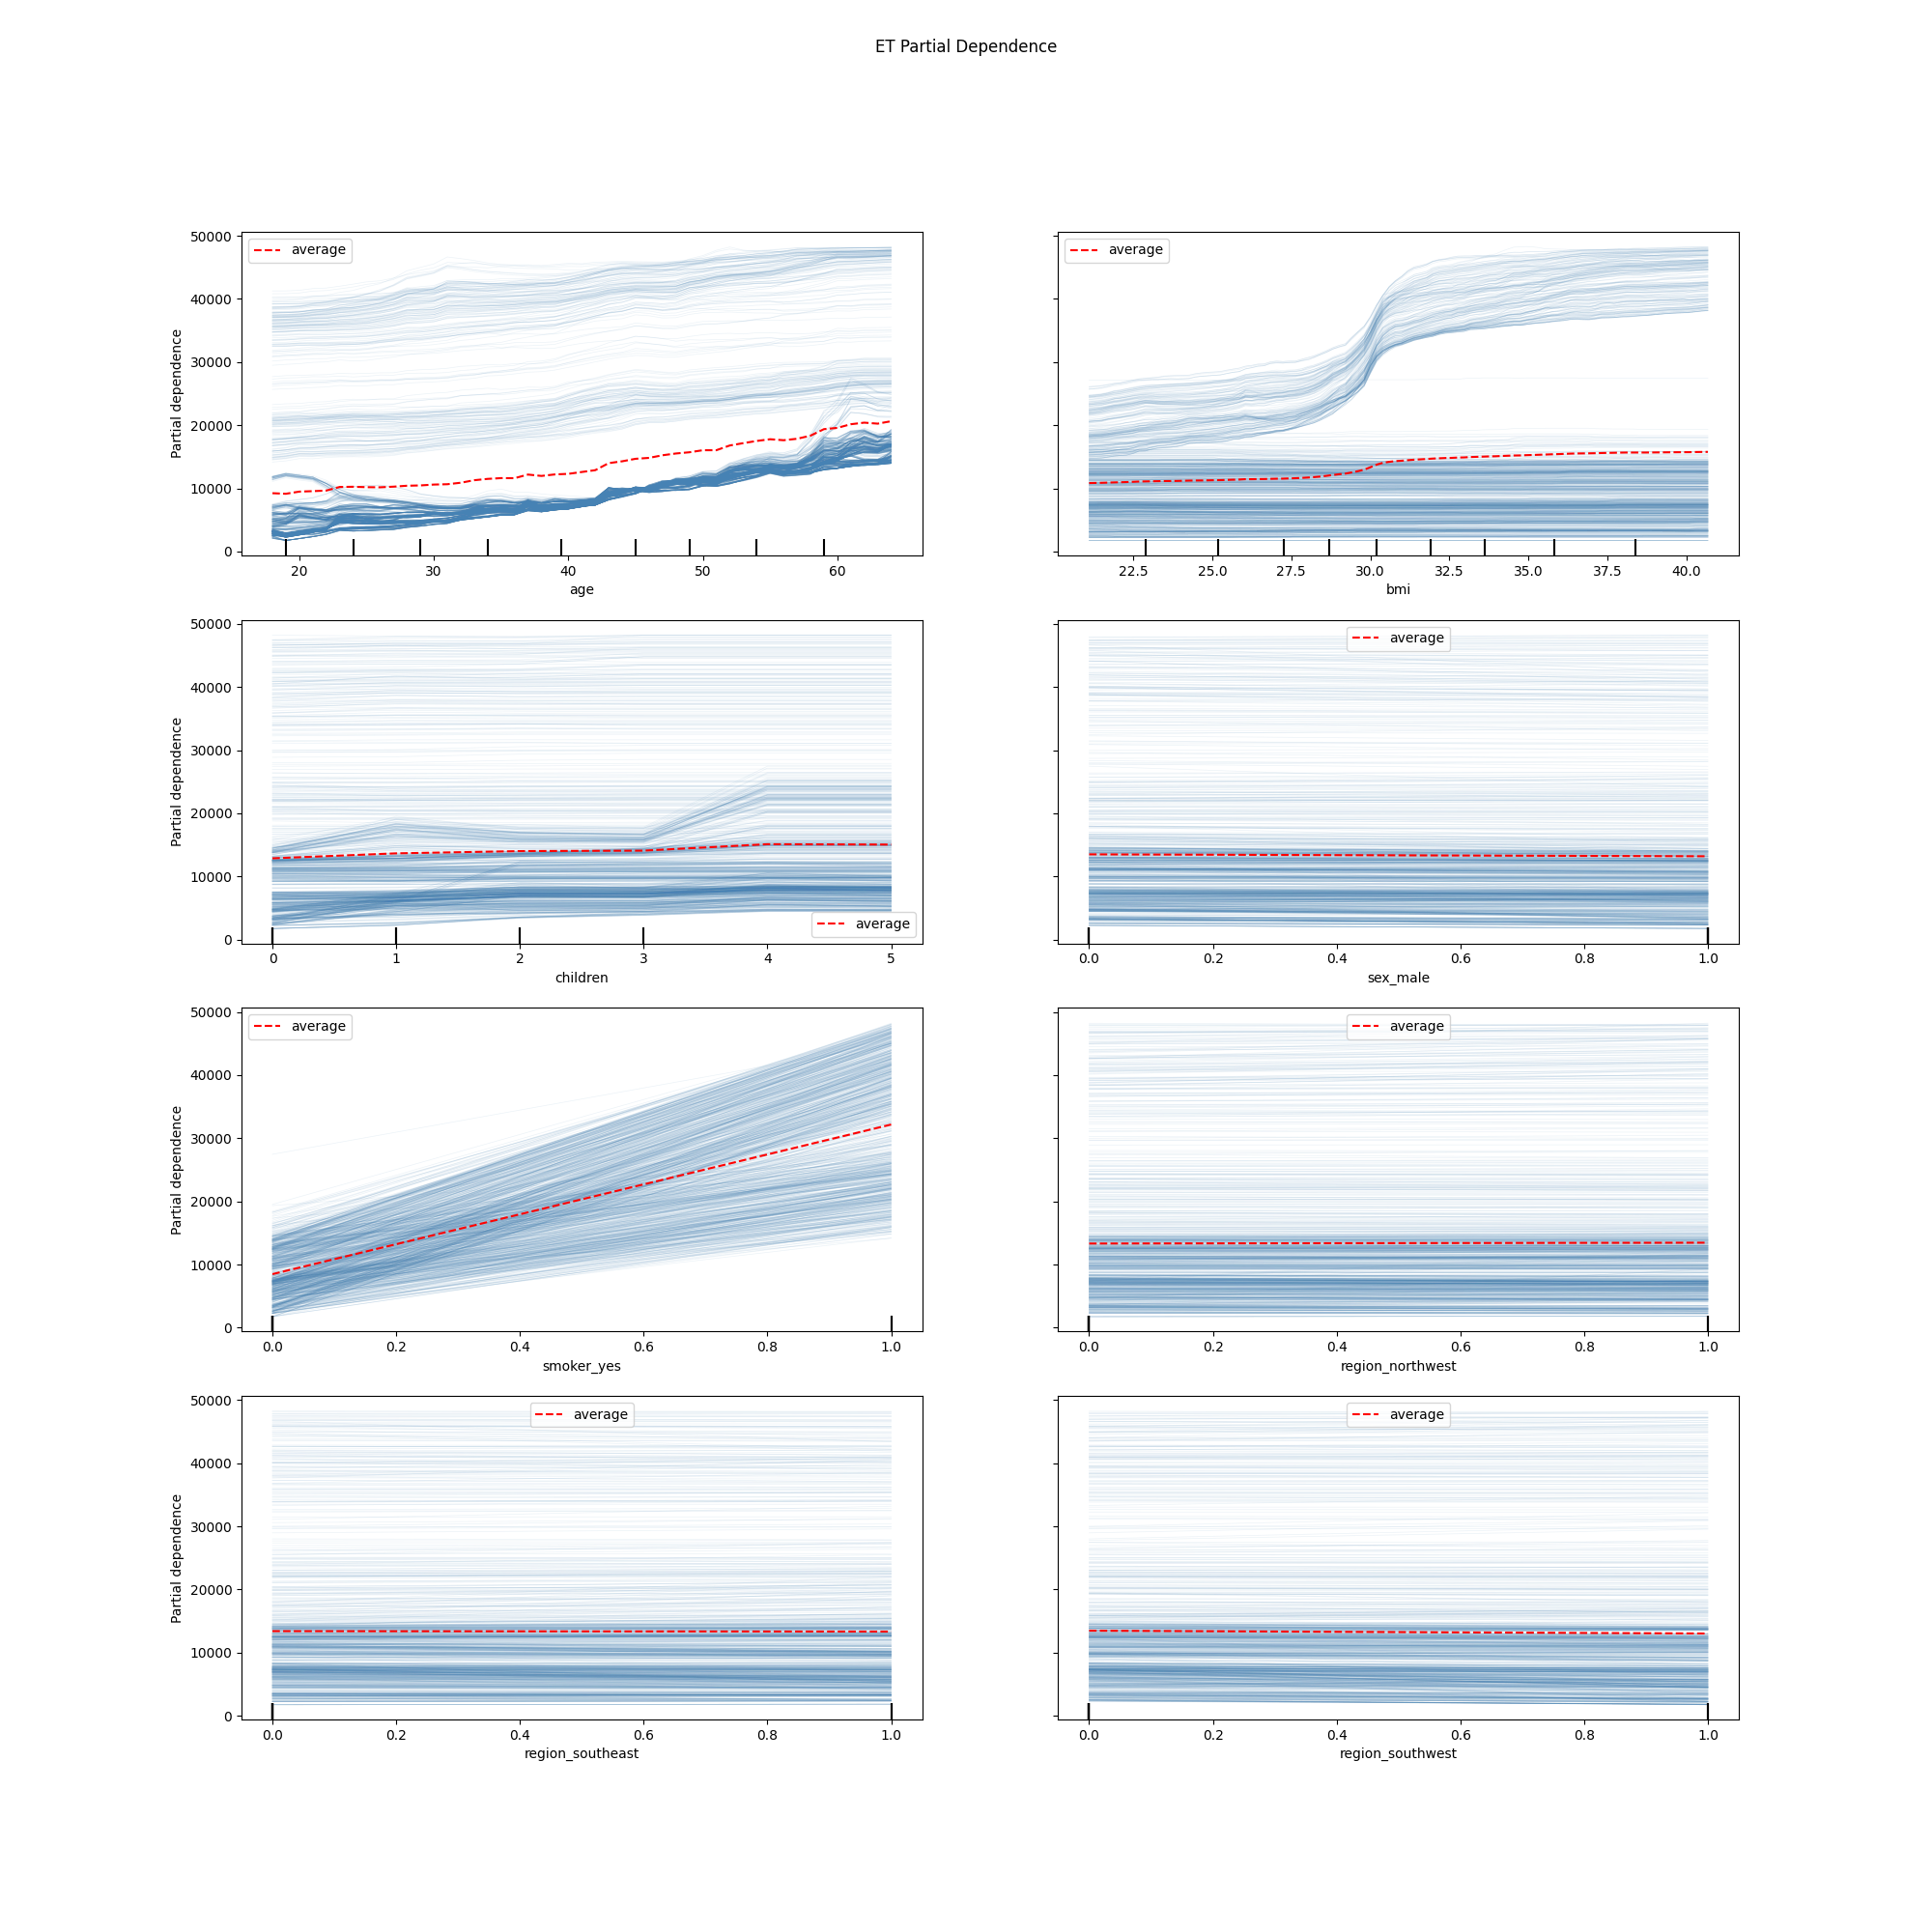 ET Partial Dependence
average
average
50000
40000
30000
20000
10000
0
Partial dependence
20 30 40 50 60
age
22.5 25.0 27.5 30.0 32.5 35.0 37.5 40.0
bmi
50000
40000
30000
20000
10000
0
Partial dependence
average
average
0 1 2 3 4 5
children
0.0 0.2 0.4 0.6 0.8 1.0
sex_male
average
average
50000
40000
30000
20000
10000
0
Partial dependence
0.0 0.2 0.4 0.6 0.8 1.0
smoker_yes
0.0 0.2 0.4 0.6 0.8 1.0
region_northwest
average
average
50000
40000
30000
20000
10000
0
Partial dependence
0.0 0.2 0.4 0.6 0.8 1.0
region_southeast
0.0 0.2 0.4 0.6 0.8 1.0
region_southwest